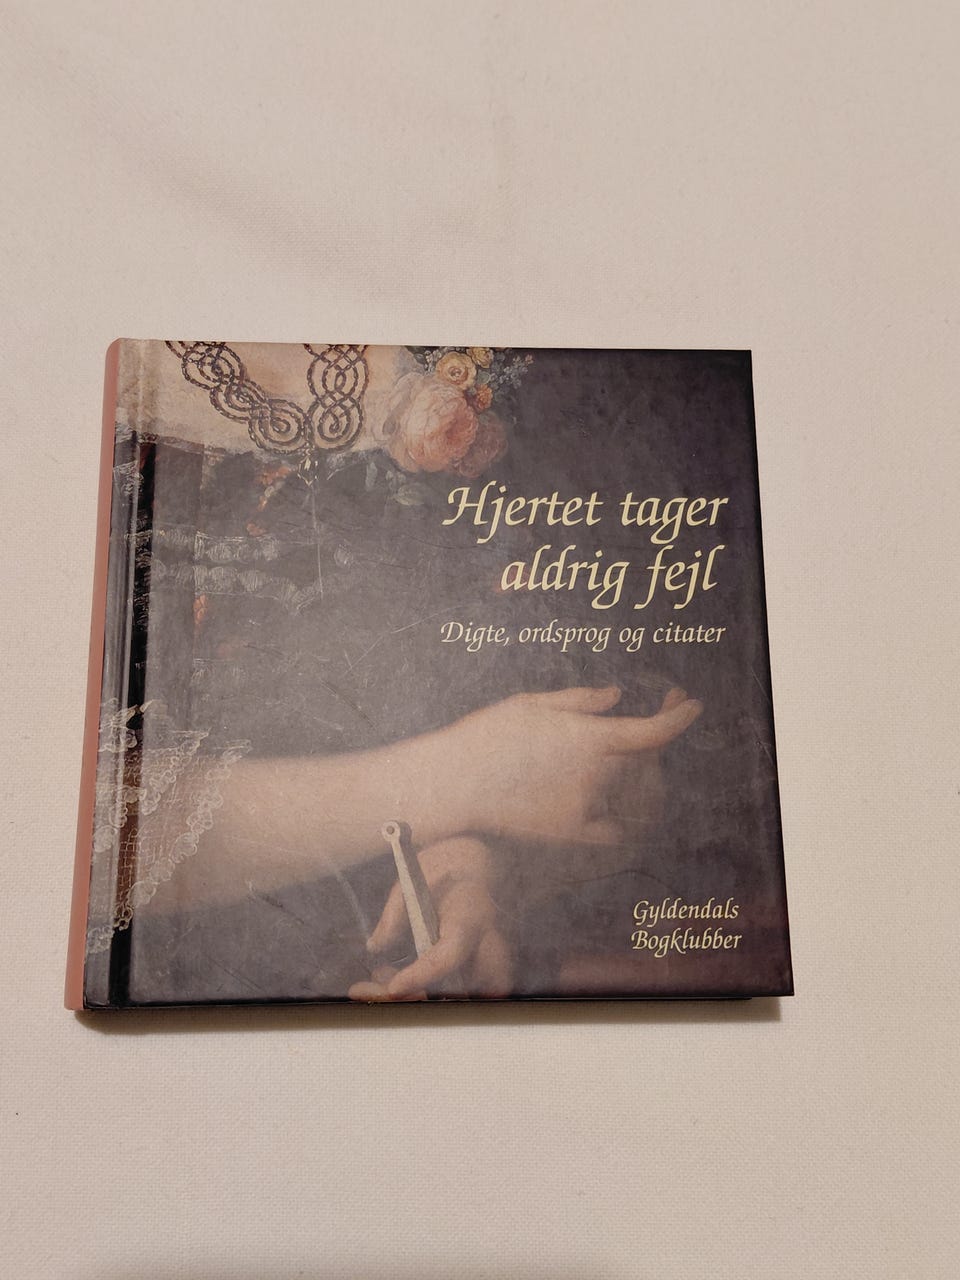 Hjertet tager
aldrig fejl
Digte, ordsprog og citater
Gyldendals
Bogklubber